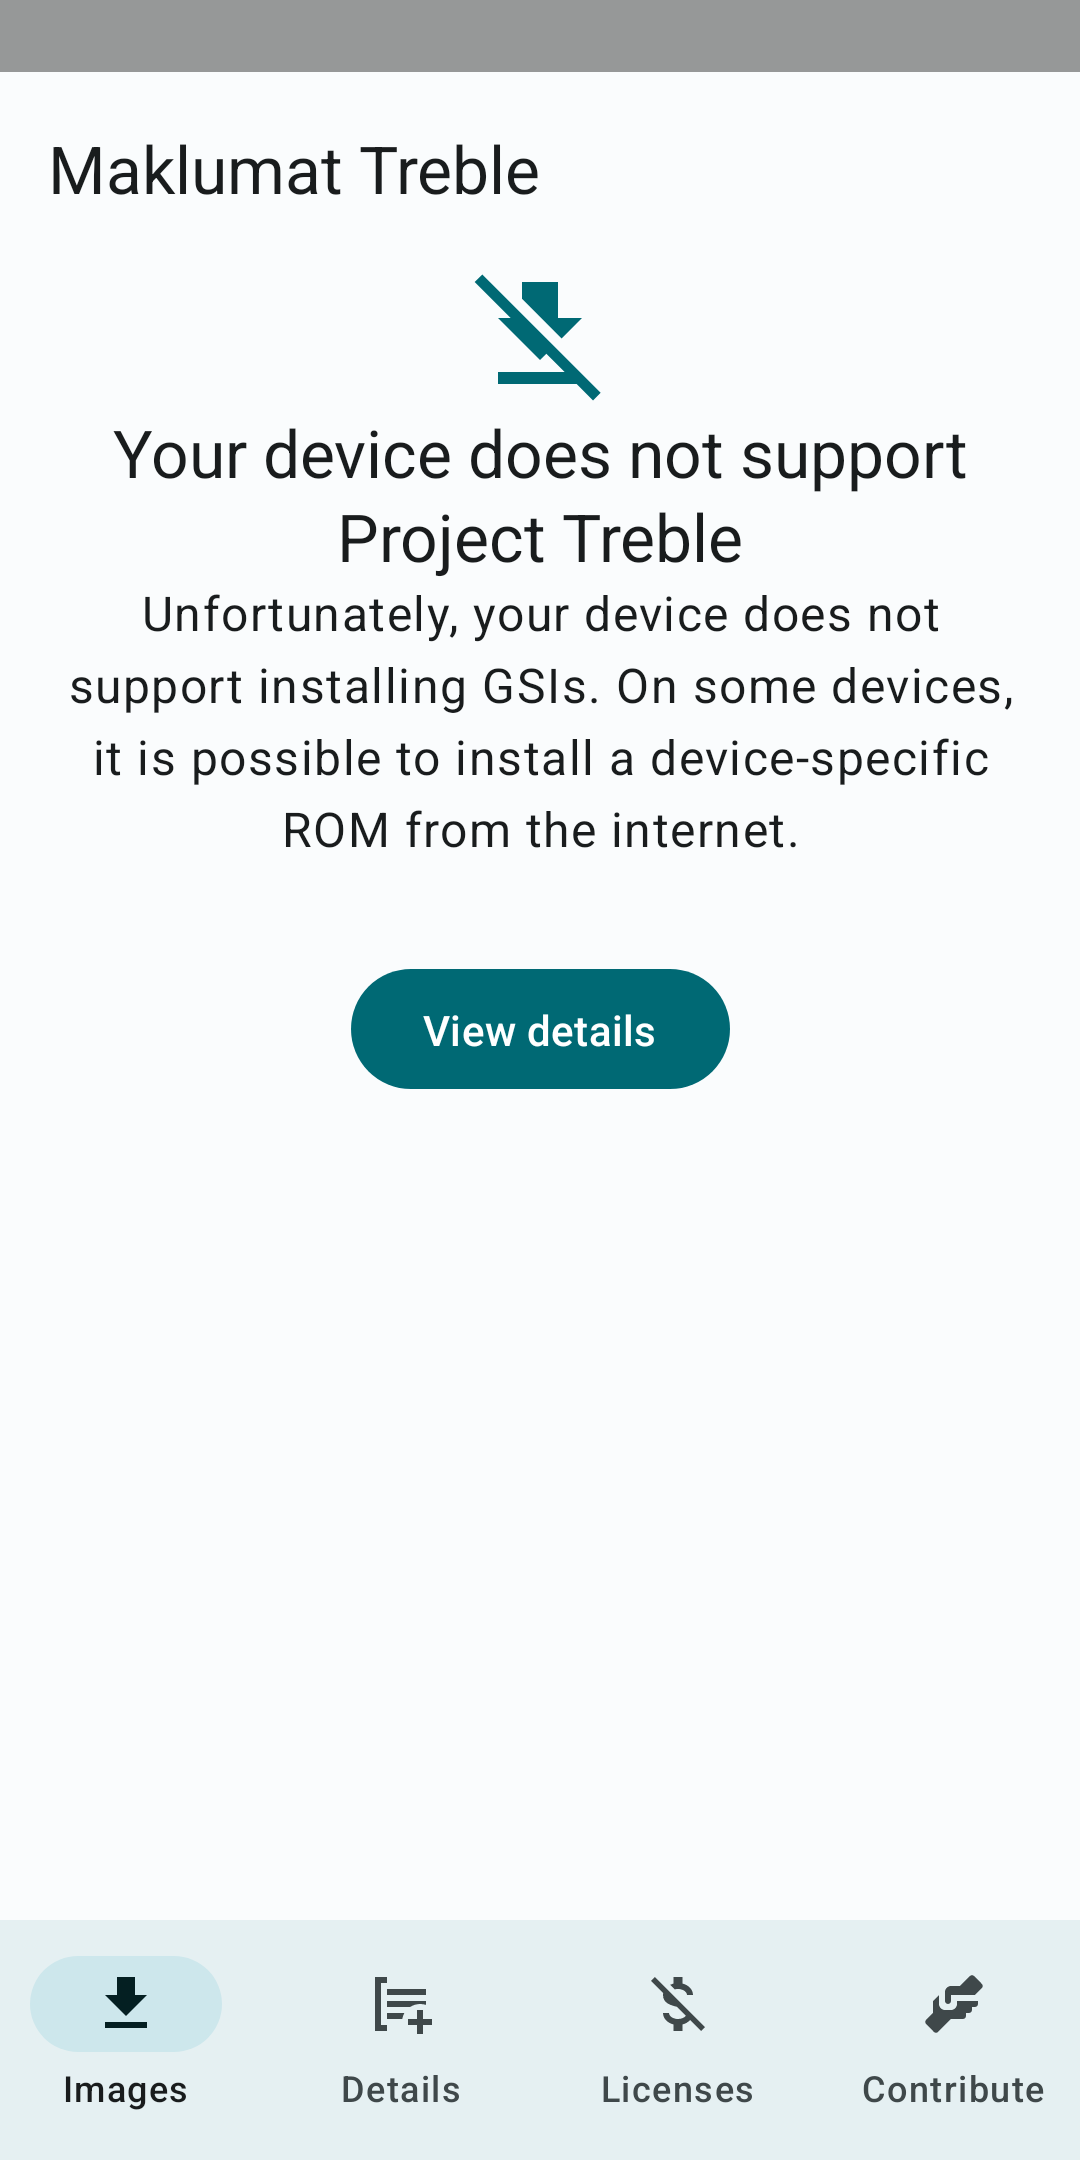 Maklumat Treble
Your device does not support
Project Treble
Unfortunately, your device does not
support installing GSIs. On some devices,
it is possible to install a device-specific
ROM from the internet.
View details
Images
Details
Licenses
Contribute